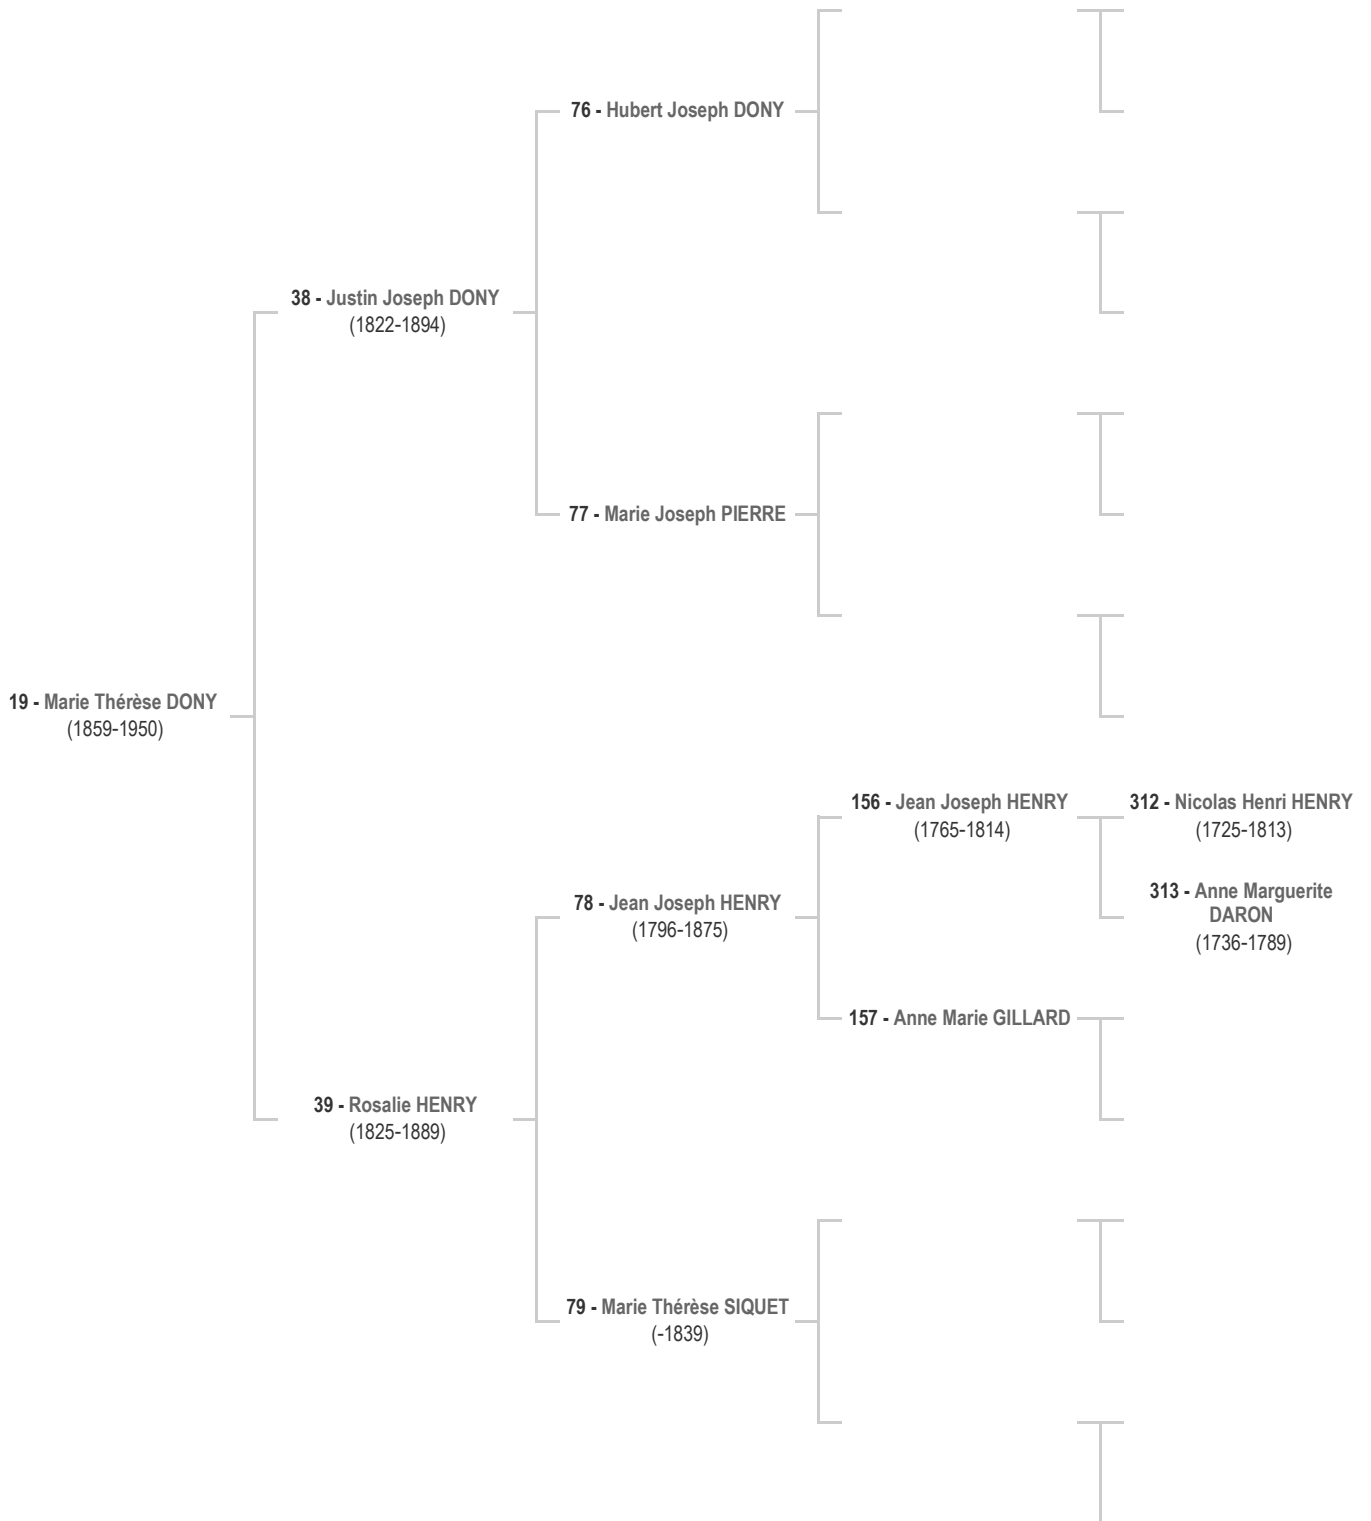 76 - Hubert Joseph DONY
38 - Justin Joseph DONY
(1822-1894)
77 - Marie Joseph PIERRE
19 - Marie Thérèse DONY
(1859-1950)
156 - Jean Joseph HENRY
(1765-1814)
312 - Nicolas Henri HENRY
(1725-1813)
78 - Jean Joseph HENRY
(1796-1875)
313 - Anne Marguerite
DARON
(1736-1789)
157 - Anne Marie GILLARD
39 - Rosalie HENRY
(1825-1889)
79 - Marie Thérèse SIQUET
(-1839)